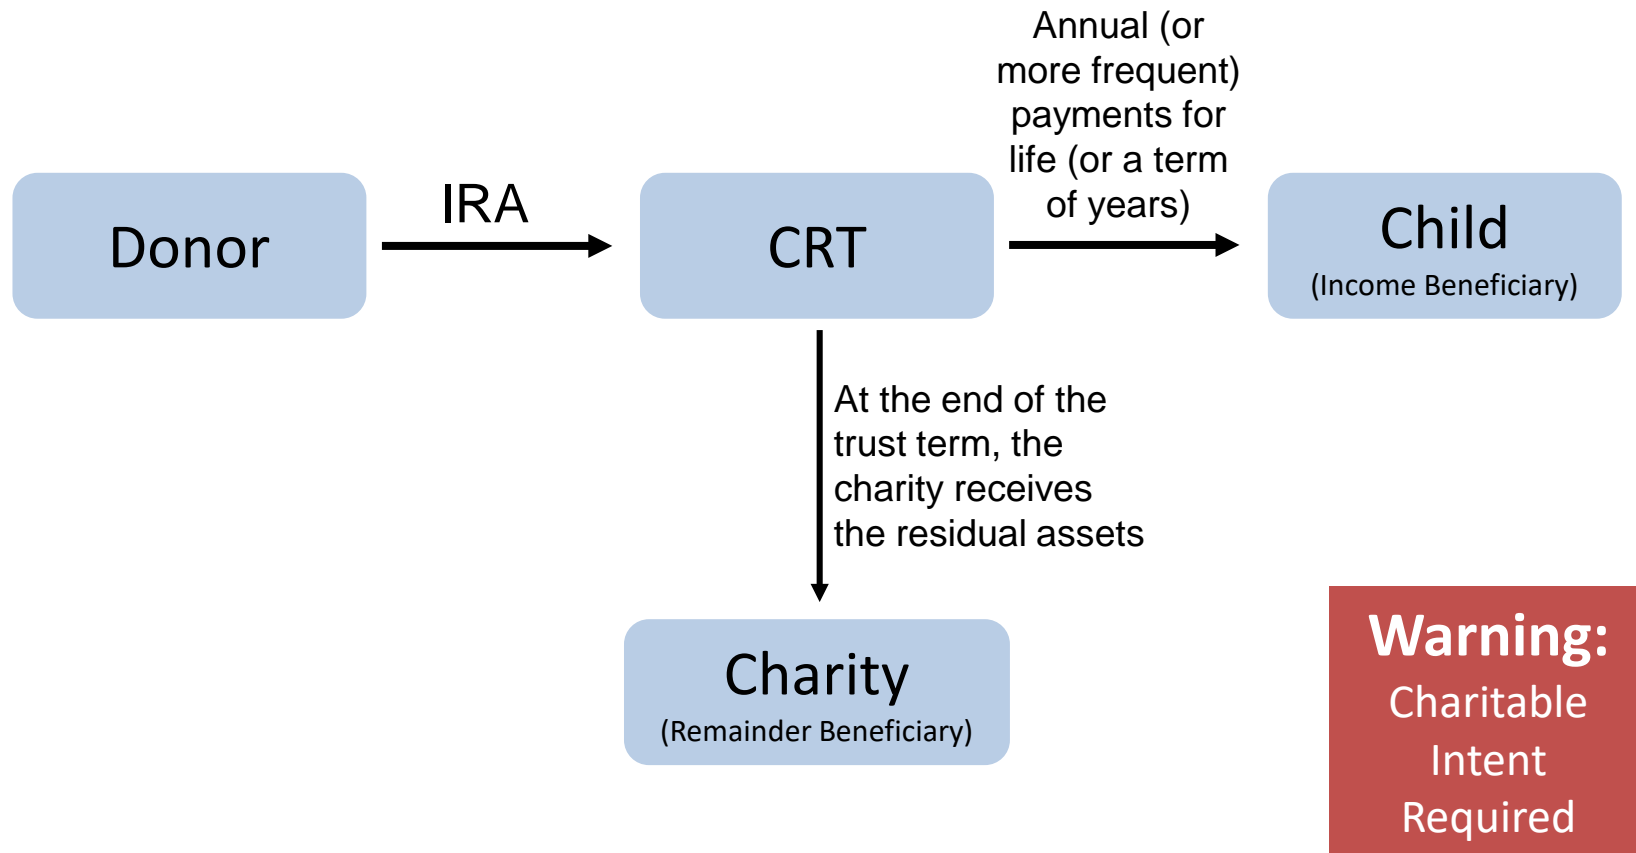 Annual (or
more frequent)
payments for
life (or a term
of years)
Donor
IRA
CRT
Child
(Income Beneficiary)
At the end of the
trust term, the
charity receives
the residual assets
Charity
(Remainder Beneficiary)
Warning:
Charitable
Intent
Required